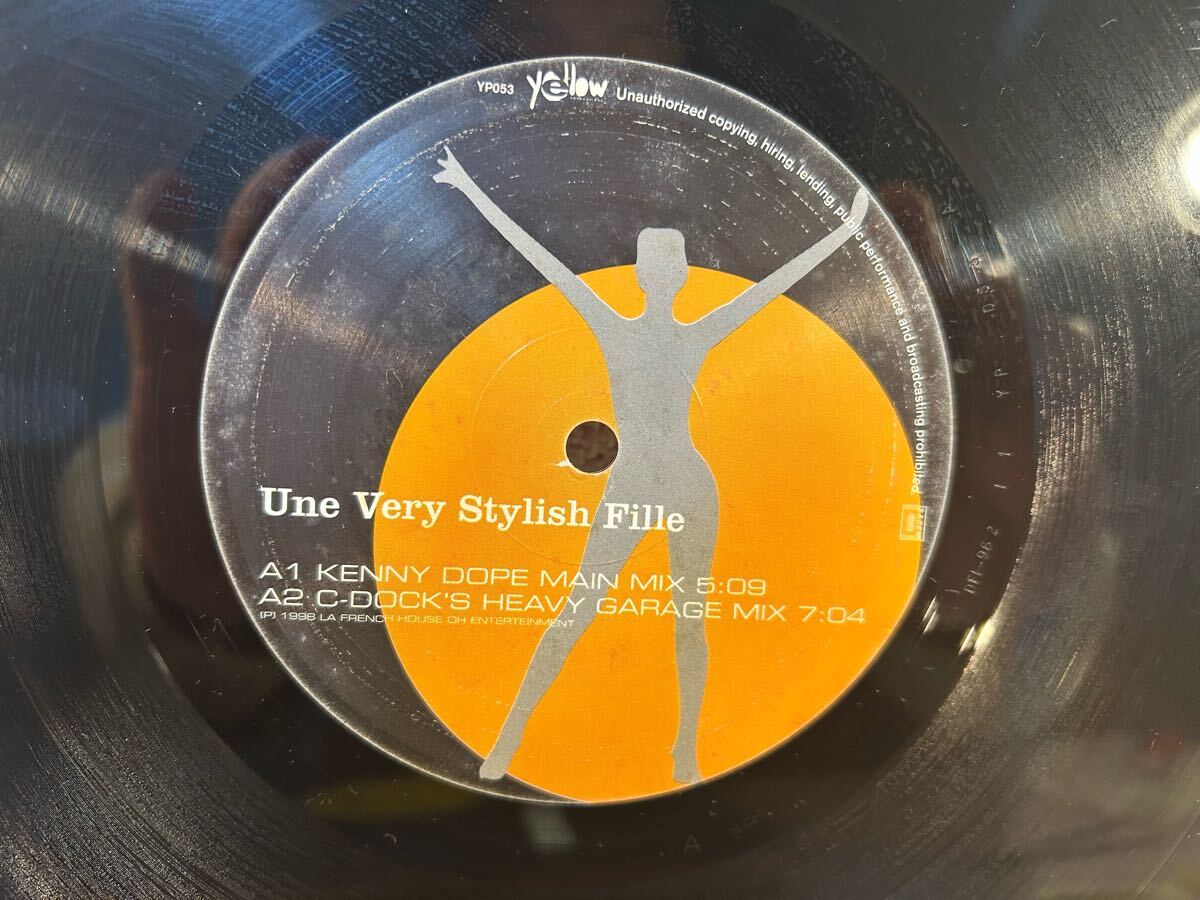 YP053 yellow Unauthorized copying, hiring, lending, public performance and broadcasting prohibited.
Une Very Stylish Fille
A1 KENNY DOPE MAIN MIX 5:09
A2 C-DOCK'S HEAVY GARAGE MIX 7:04
(P) 1998 LA FRENCH HOUSE OH ENTERTEINMENT
A